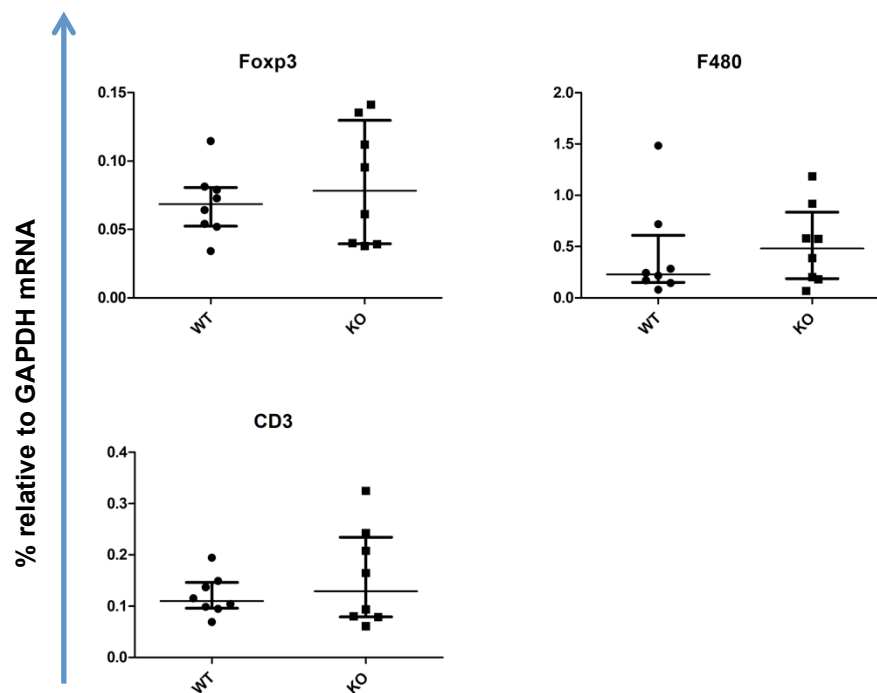 % relative to GAPDH mRNA
Foxp3
0.15
0.10
0.05
0.00
WT
KO
F480
2.0
1.5
1.0
0.5
0.0
WT
KO
CD3
0.4
0.3
0.2
0.1
0.0
WT
KO